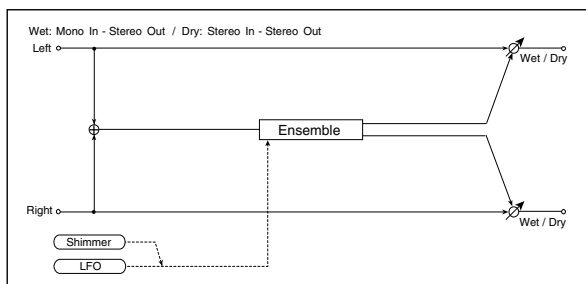 Wet: Mono In - Stereo Out / Dry: Stereo In - Stereo Out
Left
Wet / Dry
Ensemble
Right
Wet / Dry
Shimmer
LFO